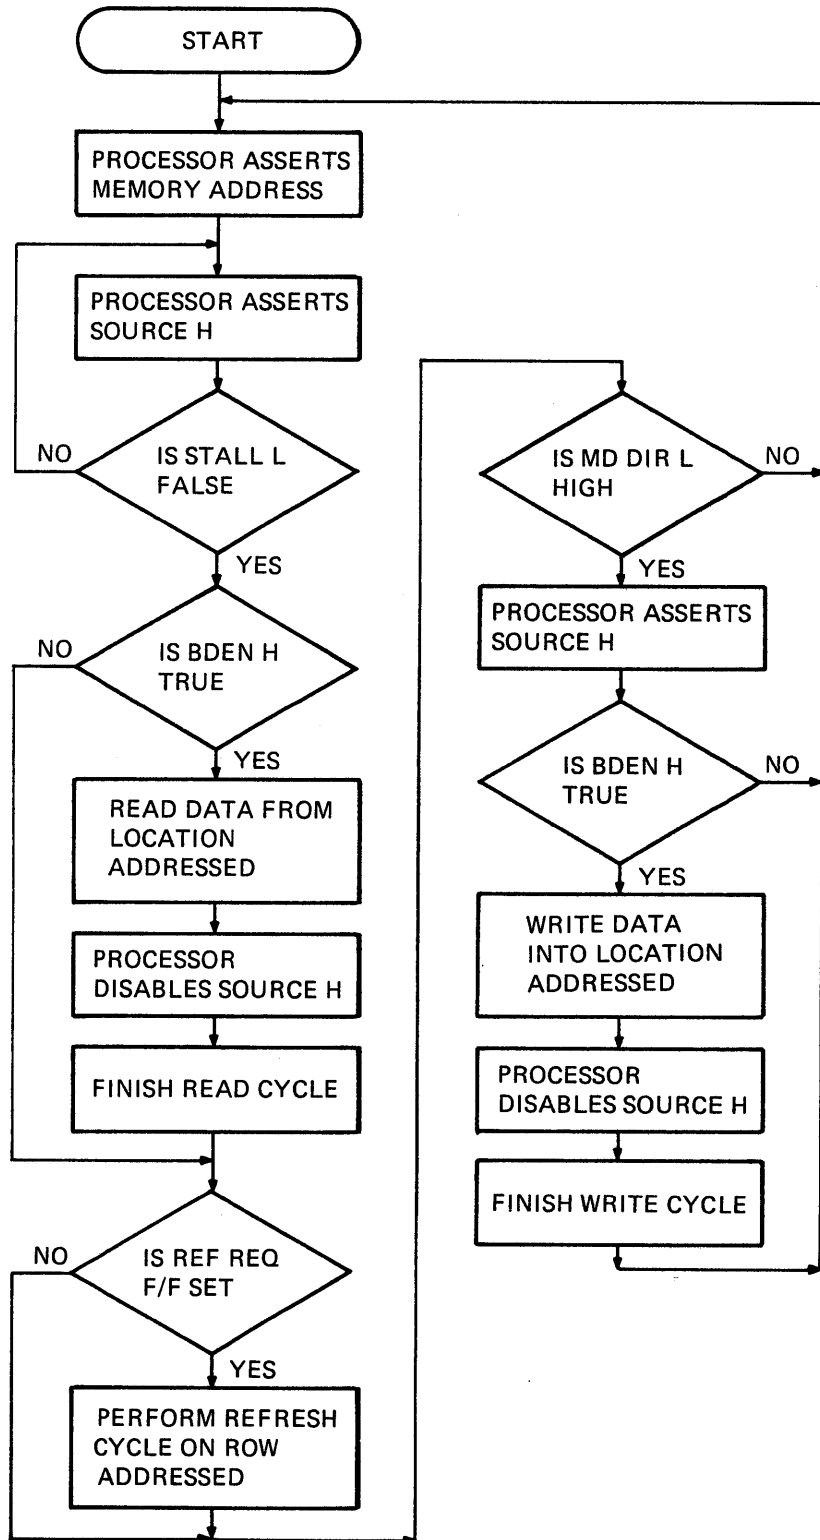 START
PROCESSOR ASSERTS
MEMORY ADDRESS
PROCESSOR ASSERTS
SOURCE H
NO
IS STALL L
FALSE
YES
NO
IS BDEN H
TRUE
YES
READ DATA FROM
LOCATION
ADDRESSED
PROCESSOR
DISABLES SOURCE H
FINISH READ CYCLE
NO
IS REF REQ
F/F SET
YES
PERFORM REFRESH
CYCLE ON ROW
ADDRESSED
IS MD DIR L
HIGH
NO
YES
PROCESSOR ASSERTS
SOURCE H
IS BDEN H
TRUE
NO
YES
WRITE DATA
INTO LOCATION
ADDRESSED
PROCESSOR
DISABLES SOURCE H
FINISH WRITE CYCLE